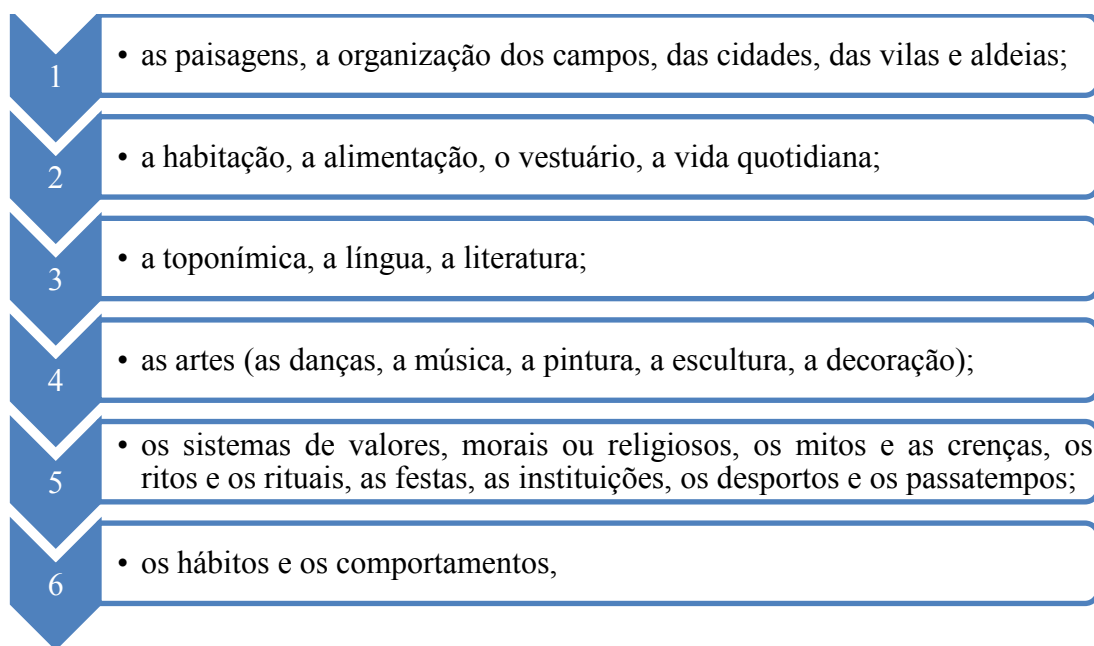 1
• as paisagens, a organização dos campos, das cidades, das vilas e aldeias;
2
• a habitação, a alimentação, o vestuário, a vida quotidiana;
3
• a toponímica, a língua, a literatura;
4
• as artes (as danças, a música, a pintura, a escultura, a decoração);
5
• os sistemas de valores, morais ou religiosos, os mitos e as crenças, os
ritos e os rituais, as festas, as instituições, os desportos e os passatempos;
6
• os hábitos e os comportamentos,